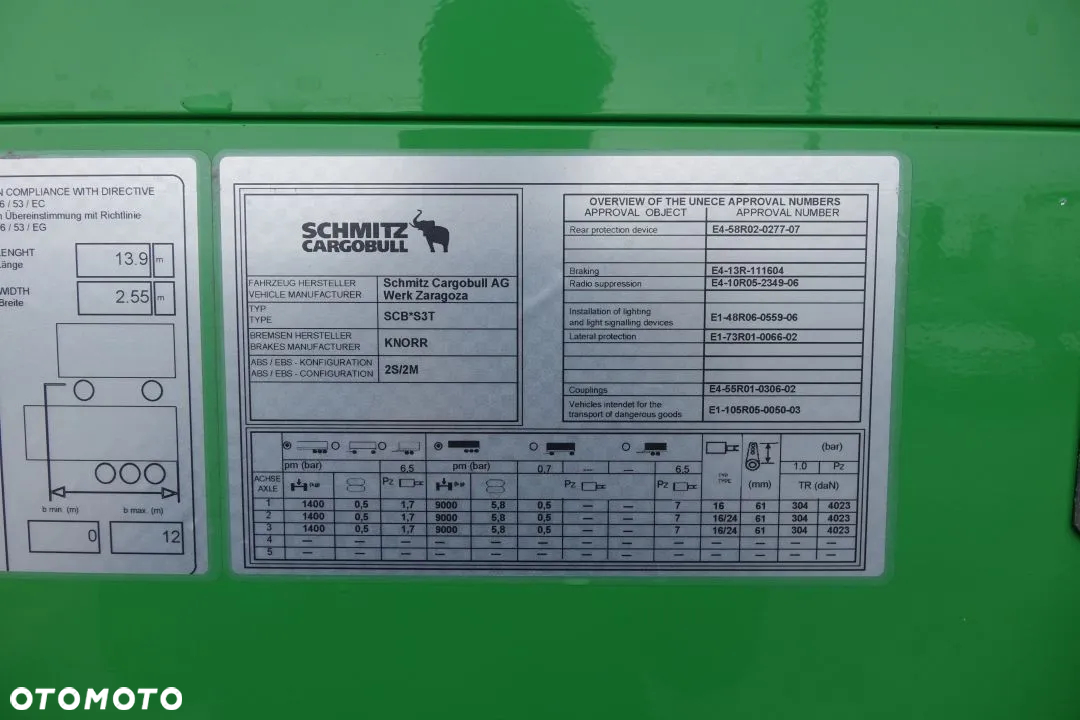 N COMPLIANCE WITH DIRECTIVE
6 / 53 / EC
n Übereinstimmung mit Richtlinie
6 / 53 / EG
LENGHT
Länge
13.9 m
WIDTH
Breite
2.55 m
b min. (m)
b max. (m)
0
12
SCHMITZ
CARGOBULL
FAHRZEUG HERSTELLER
VEHICLE MANUFACTURER
Schmitz Cargobull AG
Werk Zaragoza
TYP
TYPE
SCB*S3T
BREMSEN HERSTELLER
BRAKES MANUFACTURER
KNORR
ABS / EBS - KONFIGURATION
ABS / EBS - CONFIGURATION
2S/2M
OVERVIEW OF THE UNECE APPROVAL NUMBERS
APPROVAL OBJECT APPROVAL NUMBER
Rear protection device E4-58R02-0277-07
Braking E4-13R-111604
Radio suppression E4-10R05-2349-06
Installation of lighting
and light signalling devices
E1-48R06-0559-06
Lateral protection E1-73R01-0066-02
Couplings E4-55R01-0306-02
Vehicles intendet for the
transport of dangerous goods
E1-105R05-0050-03
(bar)
pm (bar) 6.5 pm (bar) 0.7 — — 6.5 1.0 Pz
ACHSE
AXLE
Pz Pz Pz
TYP
TYPE
(mm) TR (daN)
1 1400 0,5 1,7 9000 5,8 0,5 — — 7 16 61 304 4023
2 1400 0,5 1,7 9000 5,8 0,5 — — 7 16/24 61 304 4023
3 1400 0,5 1,7 9000 5,8 0,5 — — 7 16/24 61 304 4023
4 — — — — — — — — — — — — —
5 — — — — — — — — — — — — —
OTOMOTO